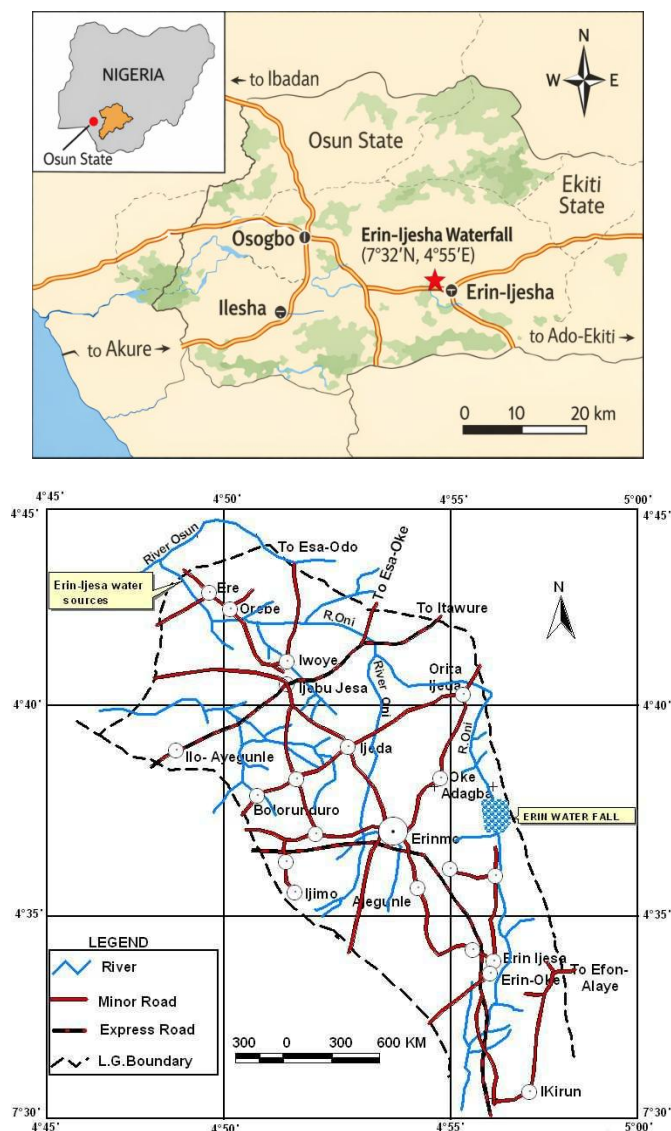 NIGERIA
Osun State
to Ibadan
N
W E
S
Osun State
Ekiti
State
Osogbo
Erin-Ijesha Waterfall
(7°32'N, 4°55'E)
Ilesha
Erin-Ijesha
to Akure
to Ado-Ekiti
0 10 20 km
4°45' 4°50' 4°55' 5°00'
4°45' 4°45'
River Osun
To Esa-Odo
To Esa-Oke
Erin-Ijesa water
sources
Ere
Orebe
R.Oni
To Itawure
N
Iwoye
Ijebu Jesa
River Oni
Orita
Ijeda
4°40' 4°40'
R.Oni
Ilo- Ayegunle
Ijeda
Oke
Adagba
Bolorunduro
ERIN WATER FALL
Erinmo
Ijimo
Alegunle
4°35' 4°35'
LEGEND
River
Minor Road
Express Road
L.G.Boundary
Erin Ijesa
Erin-Oke
To Efon-
Alaye
300 0 300 600 KM
IKirun
7°30' 7°30'
4°45' 4°50' 4°55' 5°00'